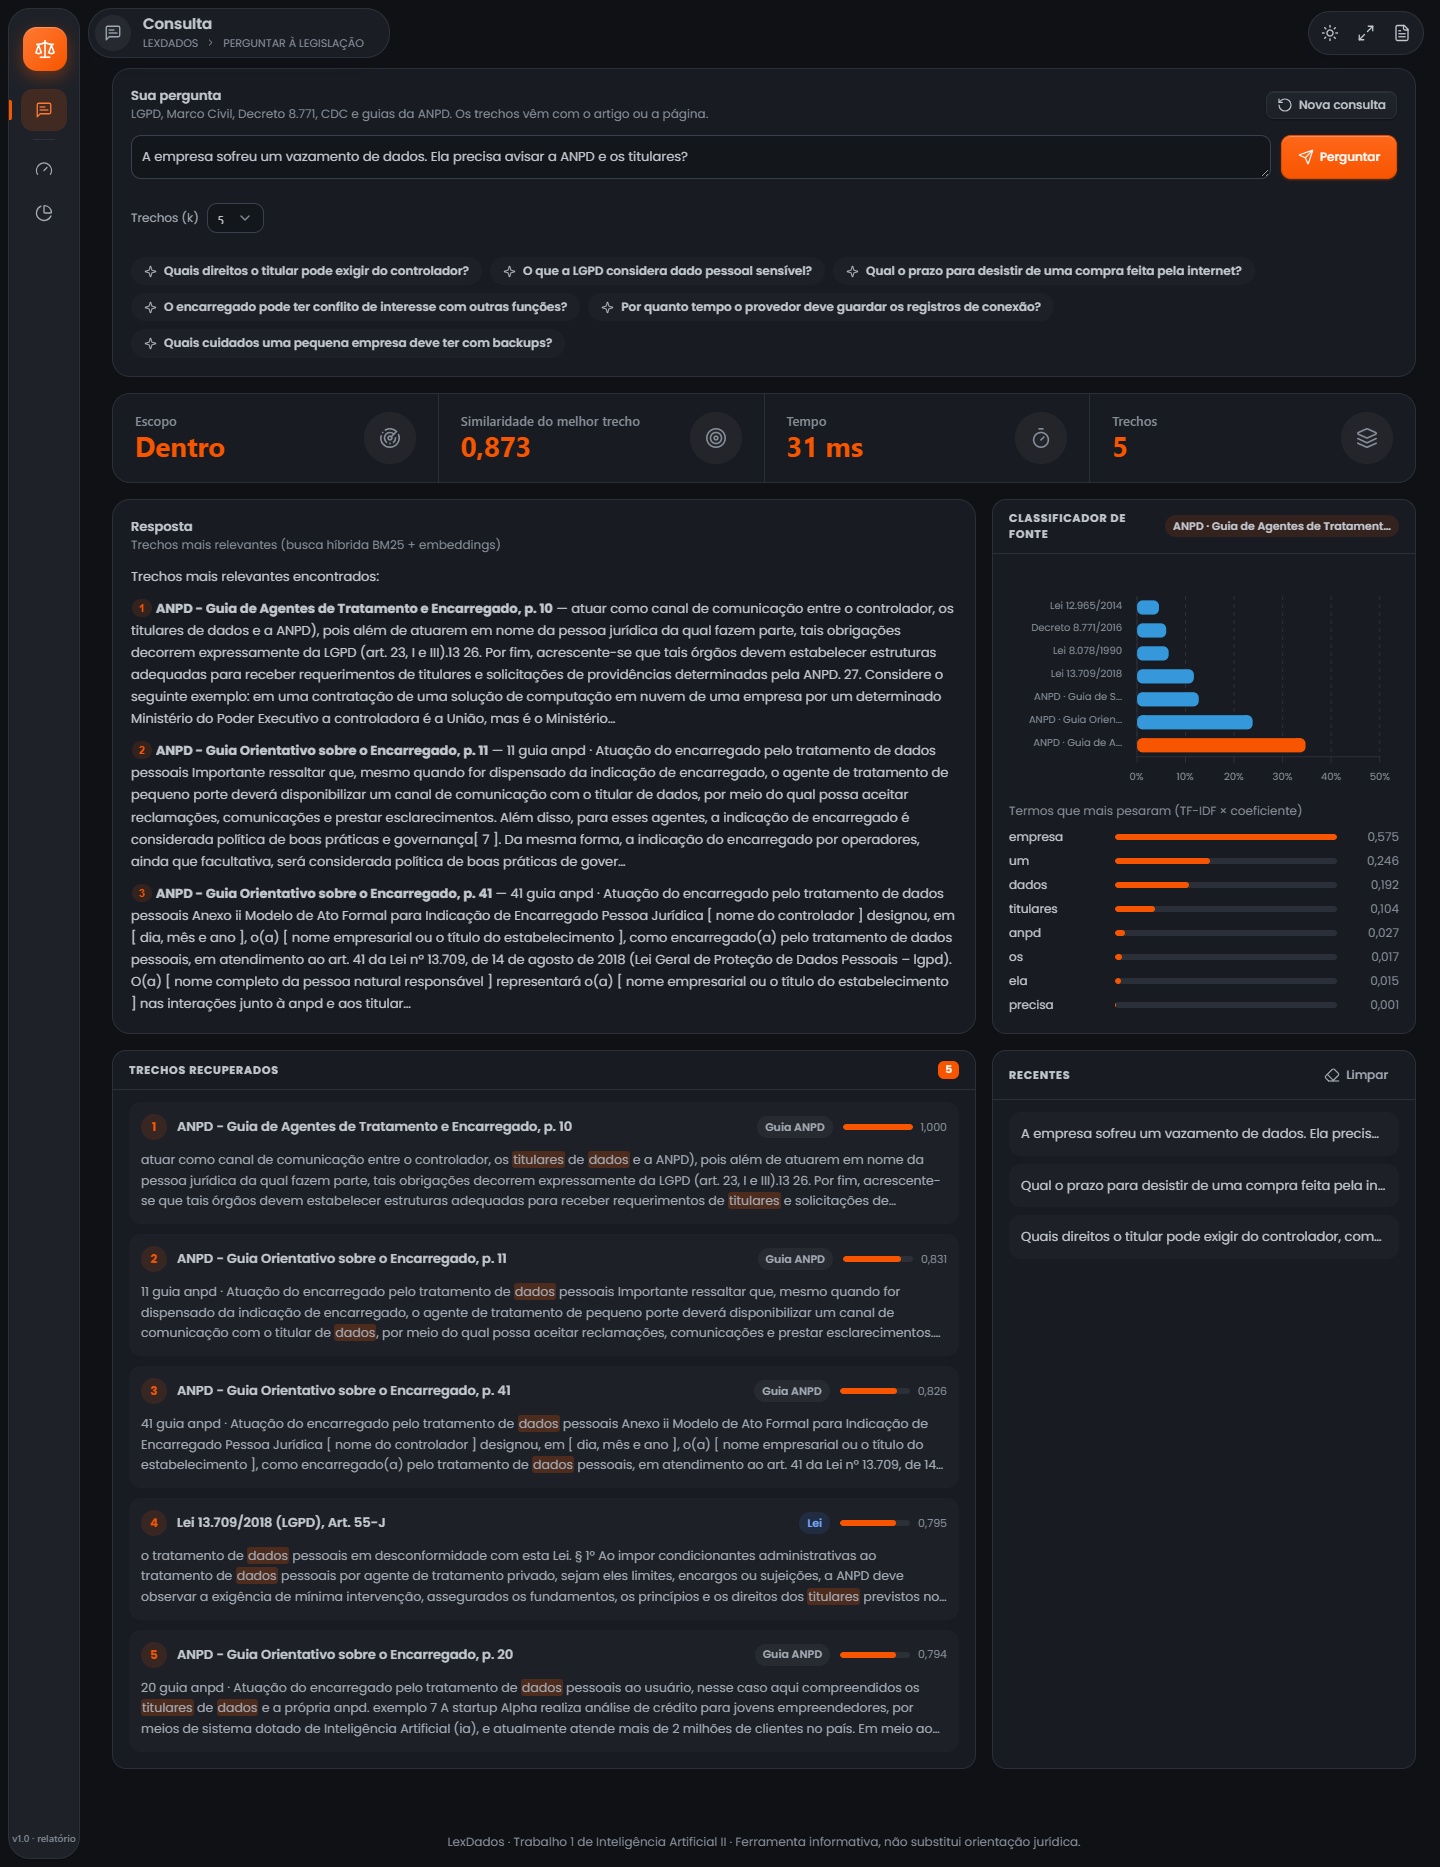 Consulta
LEXDADOS > PERGUNTAR À LEGISLAÇÃO
Sua pergunta
LGPD, Marco Civil, Decreto 8.771, CDC e guias da ANPD. Os trechos vêm com o artigo ou a página.
Nova consulta
A empresa sofreu um vazamento de dados. Ela precisa avisar a ANPD e os titulares?
Perguntar
Trechos (k) 5
Quais direitos o titular pode exigir do controlador?
O que a LGPD considera dado pessoal sensível?
Qual o prazo para desistir de uma compra feita pela internet?
O encarregado pode ter conflito de interesse com outras funções?
Por quanto tempo o provedor deve guardar os registros de conexão?
Quais cuidados uma pequena empresa deve ter com backups?
Escopo
Dentro
Similaridade do melhor trecho
0,873
Tempo
31 ms
Trechos
5
Resposta
Trechos mais relevantes (busca híbrida BM25 + embeddings)
Trechos mais relevantes encontrados:
1 ANPD - Guia de Agentes de Tratamento e Encarregado, p. 10 — atuar como canal de comunicação entre o controlador, os
titulares de dados e a ANPD), pois além de atuarem em nome da pessoa jurídica da qual fazem parte, tais obrigações
decorrem expressamente da LGPD (art. 23, I e III).13 26. Por fim, acrescente-se que tais órgãos devem estabelecer estruturas
adequadas para receber requerimentos de titulares e solicitações de providências determinadas pela ANPD. 27. Considere o
seguinte exemplo: em uma contratação de uma solução de computação em nuvem de uma empresa por um determinado
Ministério do Poder Executivo a controladora é a União, mas é o Ministério...
2 ANPD - Guia Orientativo sobre o Encarregado, p. 11 — 11 guia anpd · Atuação do encarregado pelo tratamento de dados
pessoais Importante ressaltar que, mesmo quando for dispensado da indicação de encarregado, o agente de tratamento de
pequeno porte deverá disponibilizar um canal de comunicação com o titular de dados, por meio do qual possa aceitar
reclamações, comunicações e prestar esclarecimentos. Além disso, para esses agentes, a indicação de encarregado é
considerada política de boas práticas e governança[ 7 ]. Da mesma forma, a indicação do encarregado por operadores,
ainda que facultativa, será considerada política de boas práticas de gover...
3 ANPD - Guia Orientativo sobre o Encarregado, p. 41 — 41 guia anpd · Atuação do encarregado pelo tratamento de dados
pessoais Anexo ii Modelo de Ato Formal para Indicação de Encarregado Pessoa Jurídica [ nome do controlador ] designou, em
[ dia, mês e ano ], o(a) [ nome empresarial ou o título do estabelecimento ], como encarregado(a) pelo tratamento de dados
pessoais, em atendimento ao art. 41 da Lei nº 13.709, de 14 de agosto de 2018 (Lei Geral de Proteção de Dados Pessoais – lgpd).
O(a) [ nome completo da pessoa natural responsável ] representará o(a) [ nome empresarial ou o título do estabelecimento
] nas interações junto à anpd e aos titular...
CLASSIFICADOR DE
FONTE
ANPD · Guia de Agentes de Tratament...
Lei 12.965/2014
Decreto 8.771/2016
Lei 8.078/1990
Lei 13.709/2018
ANPD · Guia de S...
ANPD · Guia Orien...
ANPD · Guia de A...
0% 10% 20% 30% 40% 50%
Termos que mais pesaram (TF-IDF × coeficiente)
empresa 0,575
um 0,246
dados 0,192
titulares 0,104
anpd 0,027
os 0,017
ela 0,015
precisa 0,001
TRECHOS RECUPERADOS 5
1 ANPD - Guia de Agentes de Tratamento e Encarregado, p. 10 Guia ANPD 1,000
atuar como canal de comunicação entre o controlador, os titulares de dados e a ANPD), pois além de atuarem em nome da
pessoa jurídica da qual fazem parte, tais obrigações decorrem expressamente da LGPD (art. 23, I e III).13 26. Por fim, acrescente-
se que tais órgãos devem estabelecer estruturas adequadas para receber requerimentos de titulares e solicitações de...
2 ANPD - Guia Orientativo sobre o Encarregado, p. 11 Guia ANPD 0,831
11 guia anpd · Atuação do encarregado pelo tratamento de dados pessoais Importante ressaltar que, mesmo quando for
dispensado da indicação de encarregado, o agente de tratamento de pequeno porte deverá disponibilizar um canal de
comunicação com o titular de dados, por meio do qual possa aceitar reclamações, comunicações e prestar esclarecimentos....
3 ANPD - Guia Orientativo sobre o Encarregado, p. 41 Guia ANPD 0,826
41 guia anpd · Atuação do encarregado pelo tratamento de dados pessoais Anexo ii Modelo de Ato Formal para Indicação de
Encarregado Pessoa Jurídica [ nome do controlador ] designou, em [ dia, mês e ano ], o(a) [ nome empresarial ou o título do
estabelecimento ], como encarregado(a) pelo tratamento de dados pessoais, em atendimento ao art. 41 da Lei nº 13.709, de 14...
4 Lei 13.709/2018 (LGPD), Art. 55-J Lei 0,795
o tratamento de dados pessoais em desconformidade com esta Lei. § 1º Ao impor condicionantes administrativas ao
tratamento de dados pessoais por agente de tratamento privado, sejam eles limites, encargos ou sujeições, a ANPD deve
observar a exigência de mínima intervenção, assegurados os fundamentos, os princípios e os direitos dos titulares previstos no...
5 ANPD - Guia Orientativo sobre o Encarregado, p. 20 Guia ANPD 0,794
20 guia anpd · Atuação do encarregado pelo tratamento de dados pessoais ao usuário, nesse caso aqui compreendidos os
titulares de dados e a própria anpd. exemplo 7 A startup Alpha realiza análise de crédito para jovens empreendedores, por
meios de sistema dotado de Inteligência Artificial (ia), e atualmente atende mais de 2 milhões de clientes no país. Em meio ao...
RECENTES
Limpar
A empresa sofreu um vazamento de dados. Ela precis...
Qual o prazo para desistir de uma compra feita pela in...
Quais direitos o titular pode exigir do controlador, com...
v1.0 · relatório
LexDados · Trabalho 1 de Inteligência Artificial II · Ferramenta informativa, não substitui orientação jurídica.